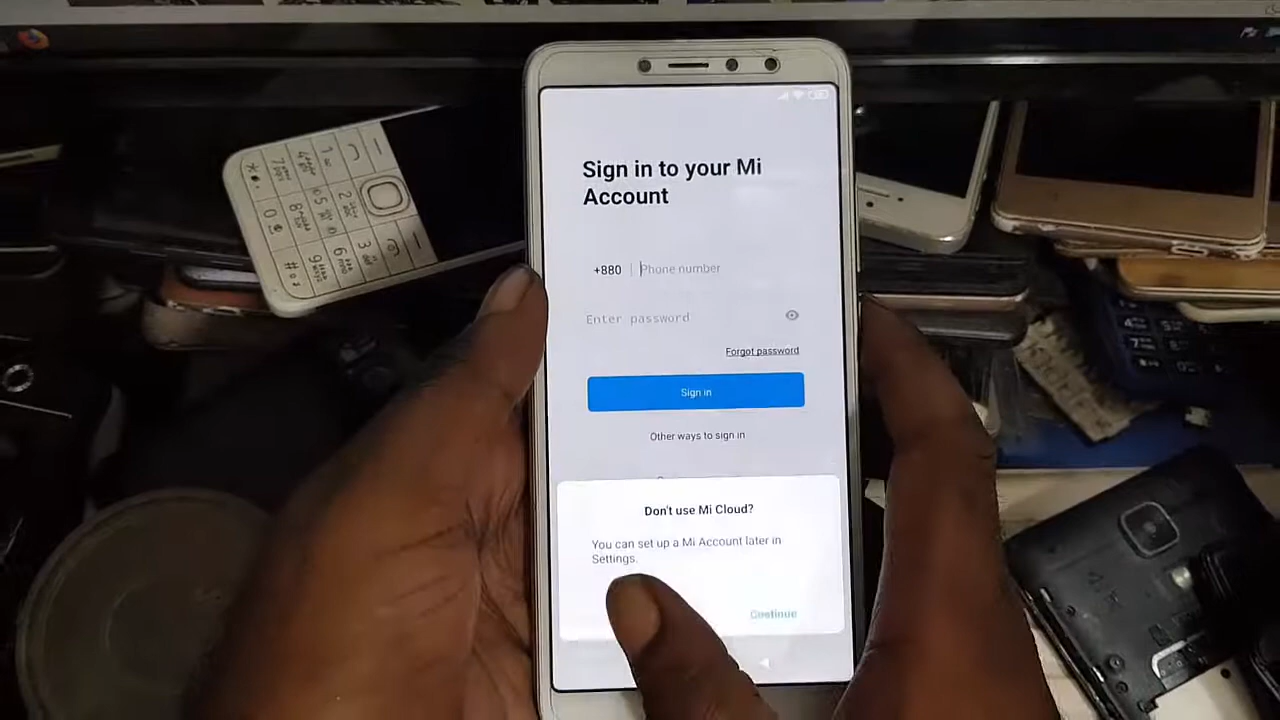 Sign in to your Mi
Account
+880
Phone number
Enter password
Forgot password
Sign in
Other ways to sign in
Don't use Mi Cloud?
You can set up a Mi Account later in
Settings.
Continue